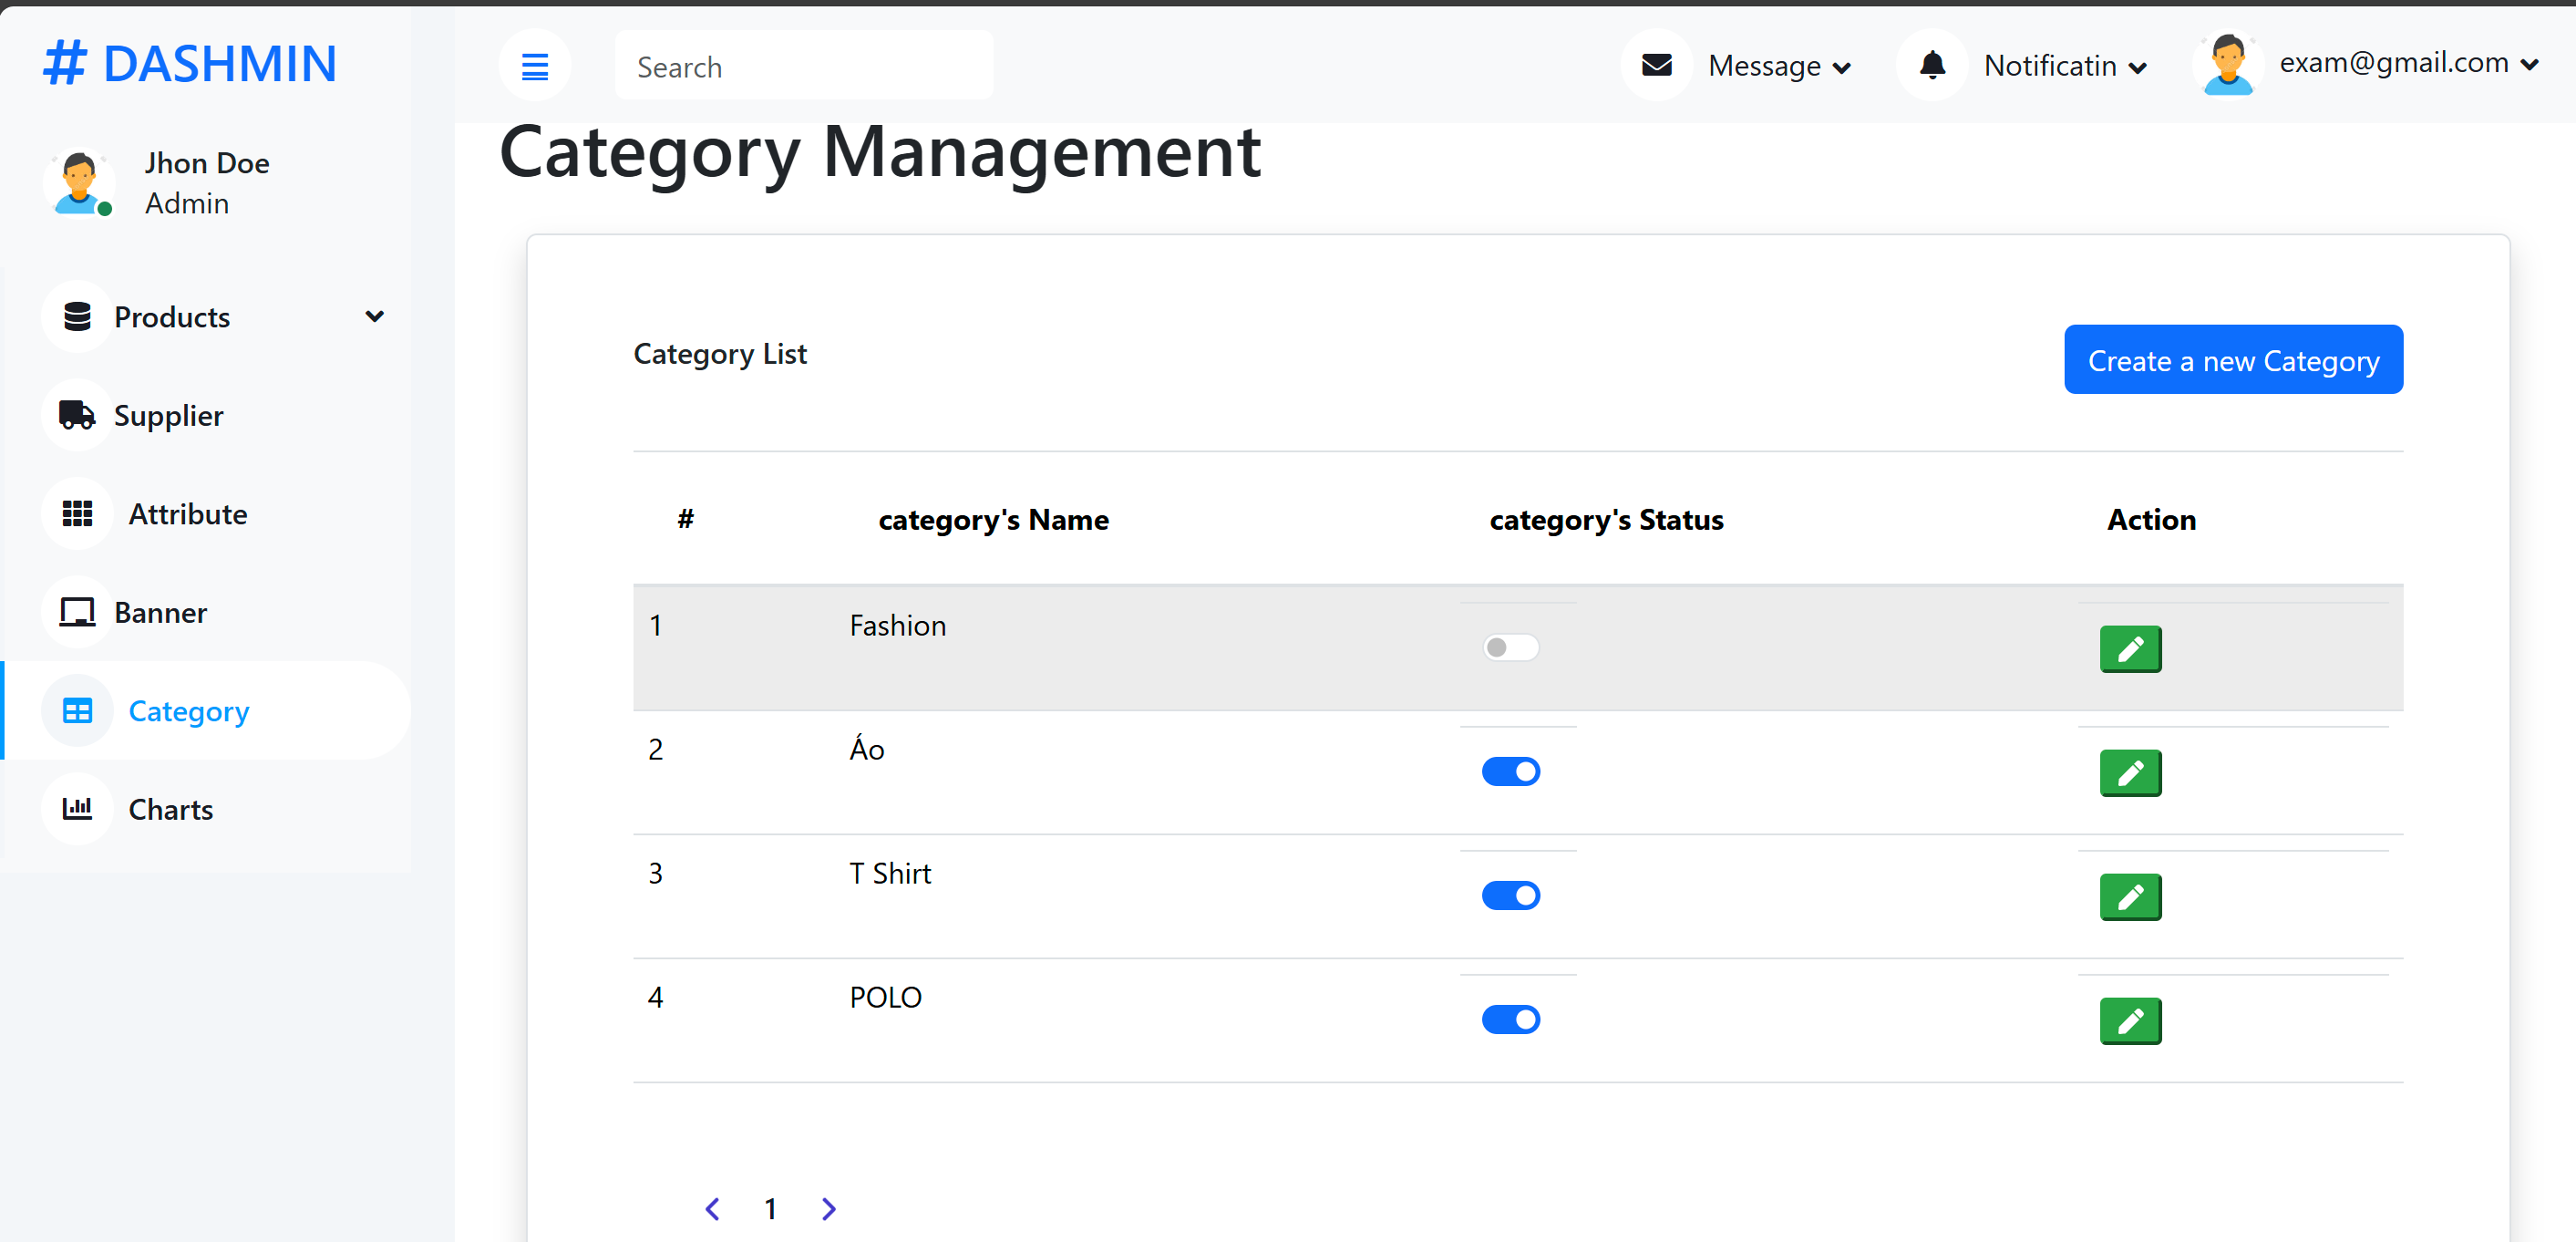 # DASHMIN
Search
Message
Notificatin
exam@gmail.com
Jhon Doe
Admin
Products
Supplier
Attribute
Banner
Category
Charts
Category Management
Category List
Create a new Category
# category's Name category's Status Action
1 Fashion
2 Áo
3 T Shirt
4 POLO
1